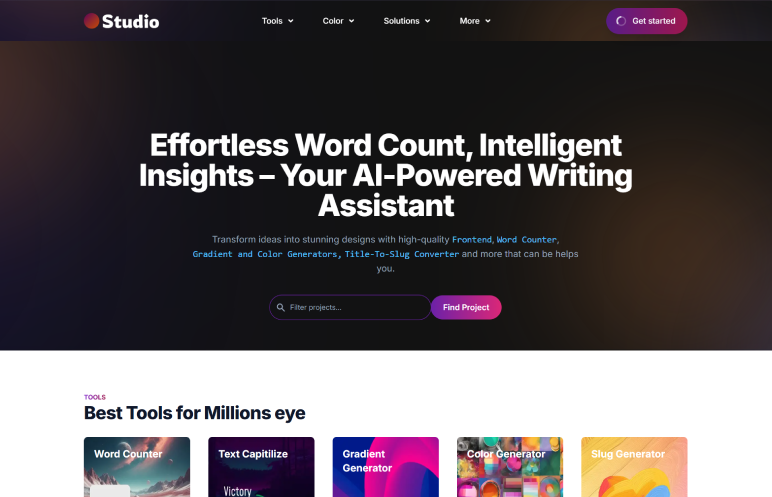 Studio
Tools
Color
Solutions
More
Get started
Effortless Word Count, Intelligent
Insights – Your AI-Powered Writing
Assistant
Transform ideas into stunning designs with high-quality Frontend, Word Counter,
Gradient and Color Generators, Title-To-Slug Converter and more that can be helps
you.
Filter projects...
Find Project
TOOLS
Best Tools for Millions eye
Word Counter
Text Capitilize
Gradient
Generator
Color Generator
Slug Generator
Victory